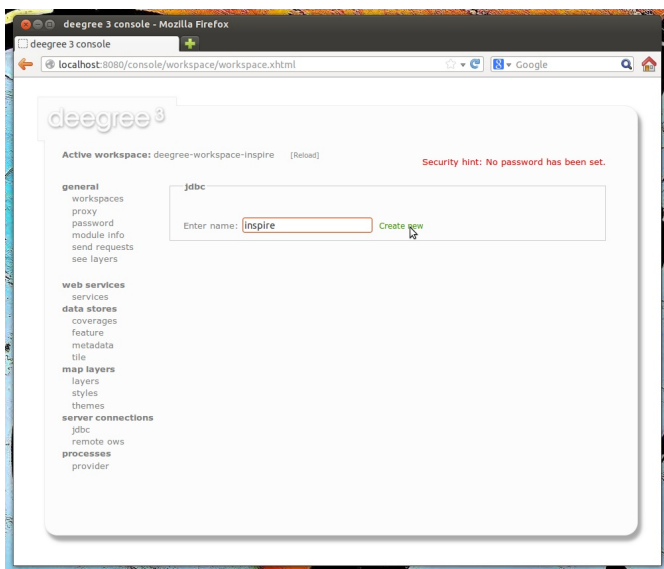 deegree 3 console - Mozilla Firefox
deegree 3 console
localhost:8080/console/workspace/workspace.xhtml
Google
deegree 3
Active workspace: deegree-workspace-inspire [Reload]
Security hint: No password has been set.
general
workspaces
proxy
password
module info
send requests
see layers
web services
services
data stores
coverages
feature
metadata
tile
map layers
layers
styles
themes
server connections
jdbc
remote ows
processes
provider
jdbc
Enter name: inspire Create new